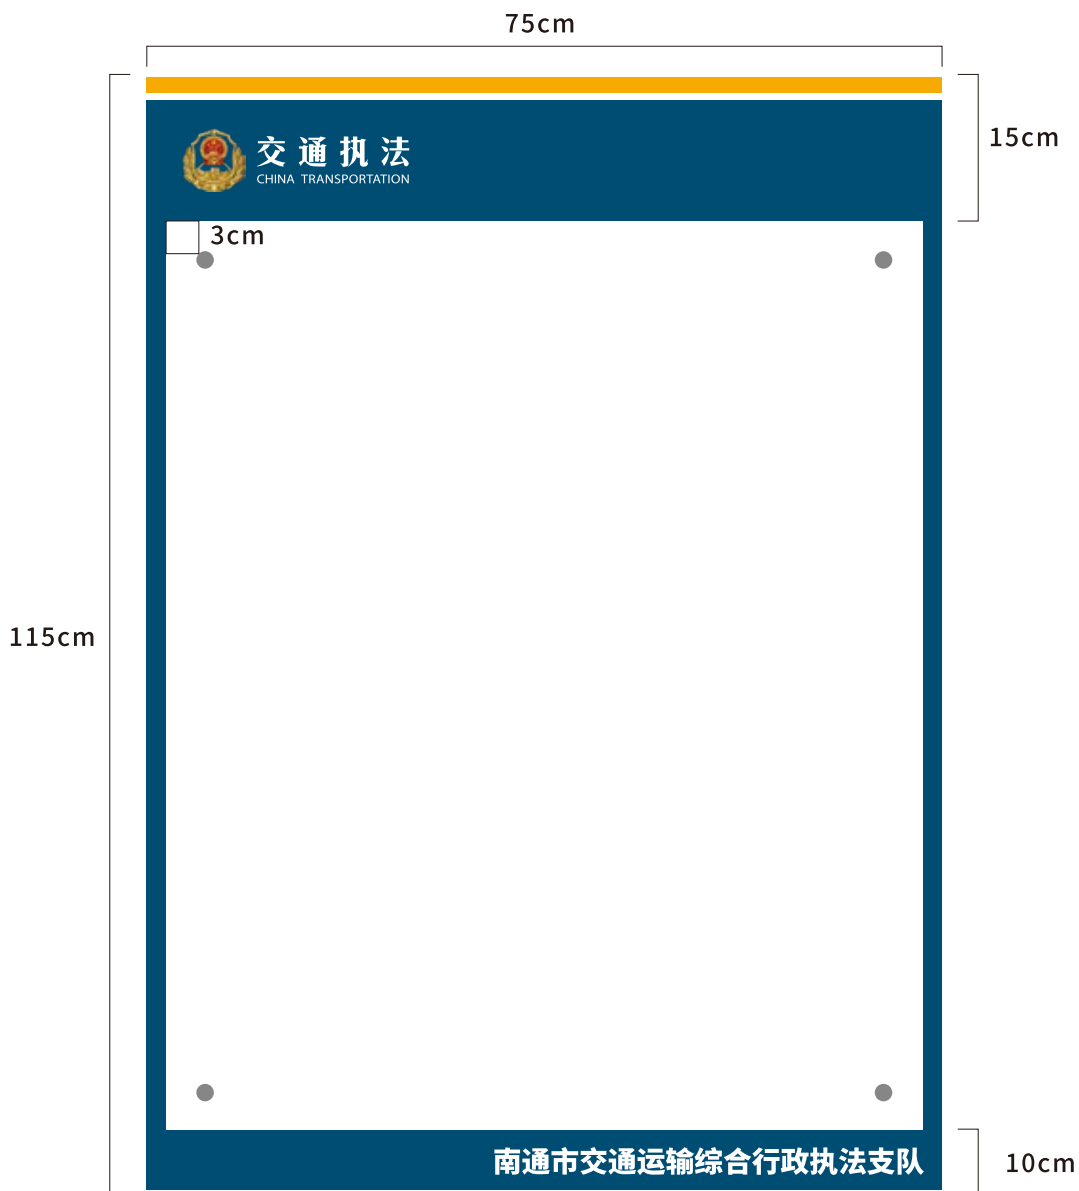 75cm
15cm
交通执法
CHINA TRANSPORTATION
3cm
115cm
南通市交通运输综合行政执法支队
10cm